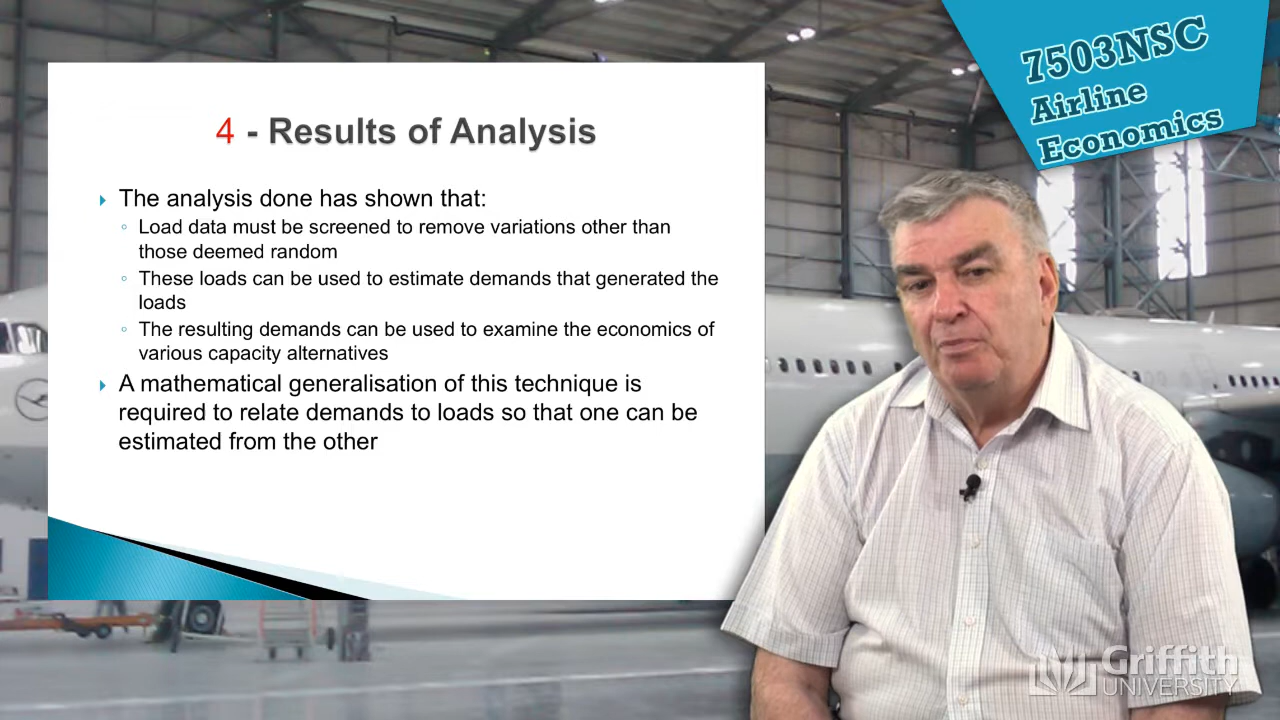 7503NSC
Airline
Economics
4 - Results of Analysis
The analysis done has shown that:
Load data must be screened to remove variations other than
those deemed random
These loads can be used to estimate demands that generated the
loads
The resulting demands can be used to examine the economics of
various capacity alternatives
A mathematical generalisation of this technique is
required to relate demands to loads so that one can be
estimated from the other
Griffith
UNIVERSITY